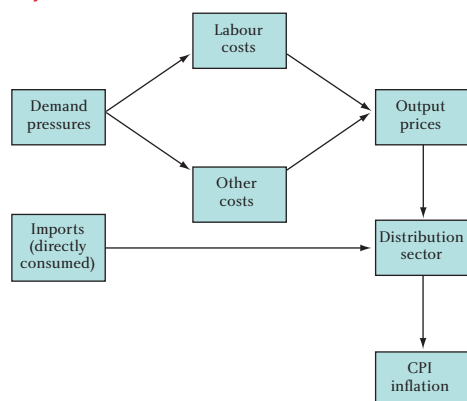 Labour
costs
Demand
pressures
Output
prices
Other
costs
Imports
(directly
consumed)
Distribution
sector
CPI
inflation